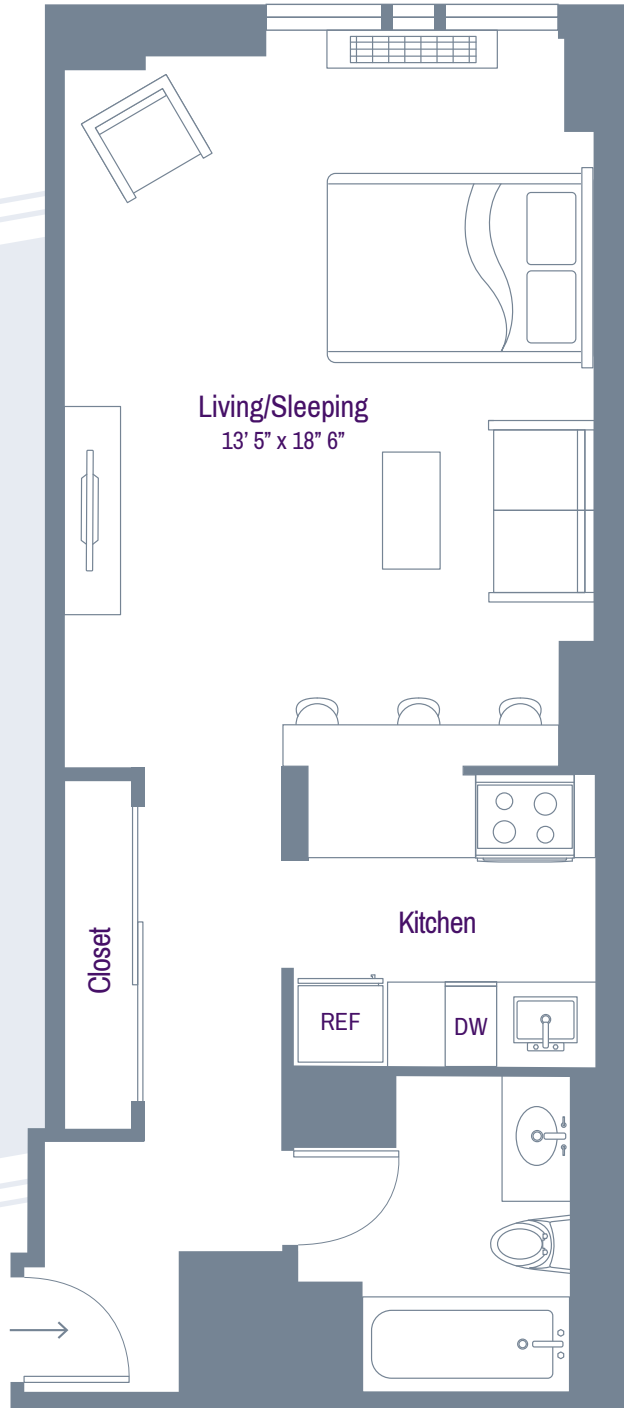 Living/Sleeping
13’ 5” x 18” 6”
Kitchen
Closet
REF
DW